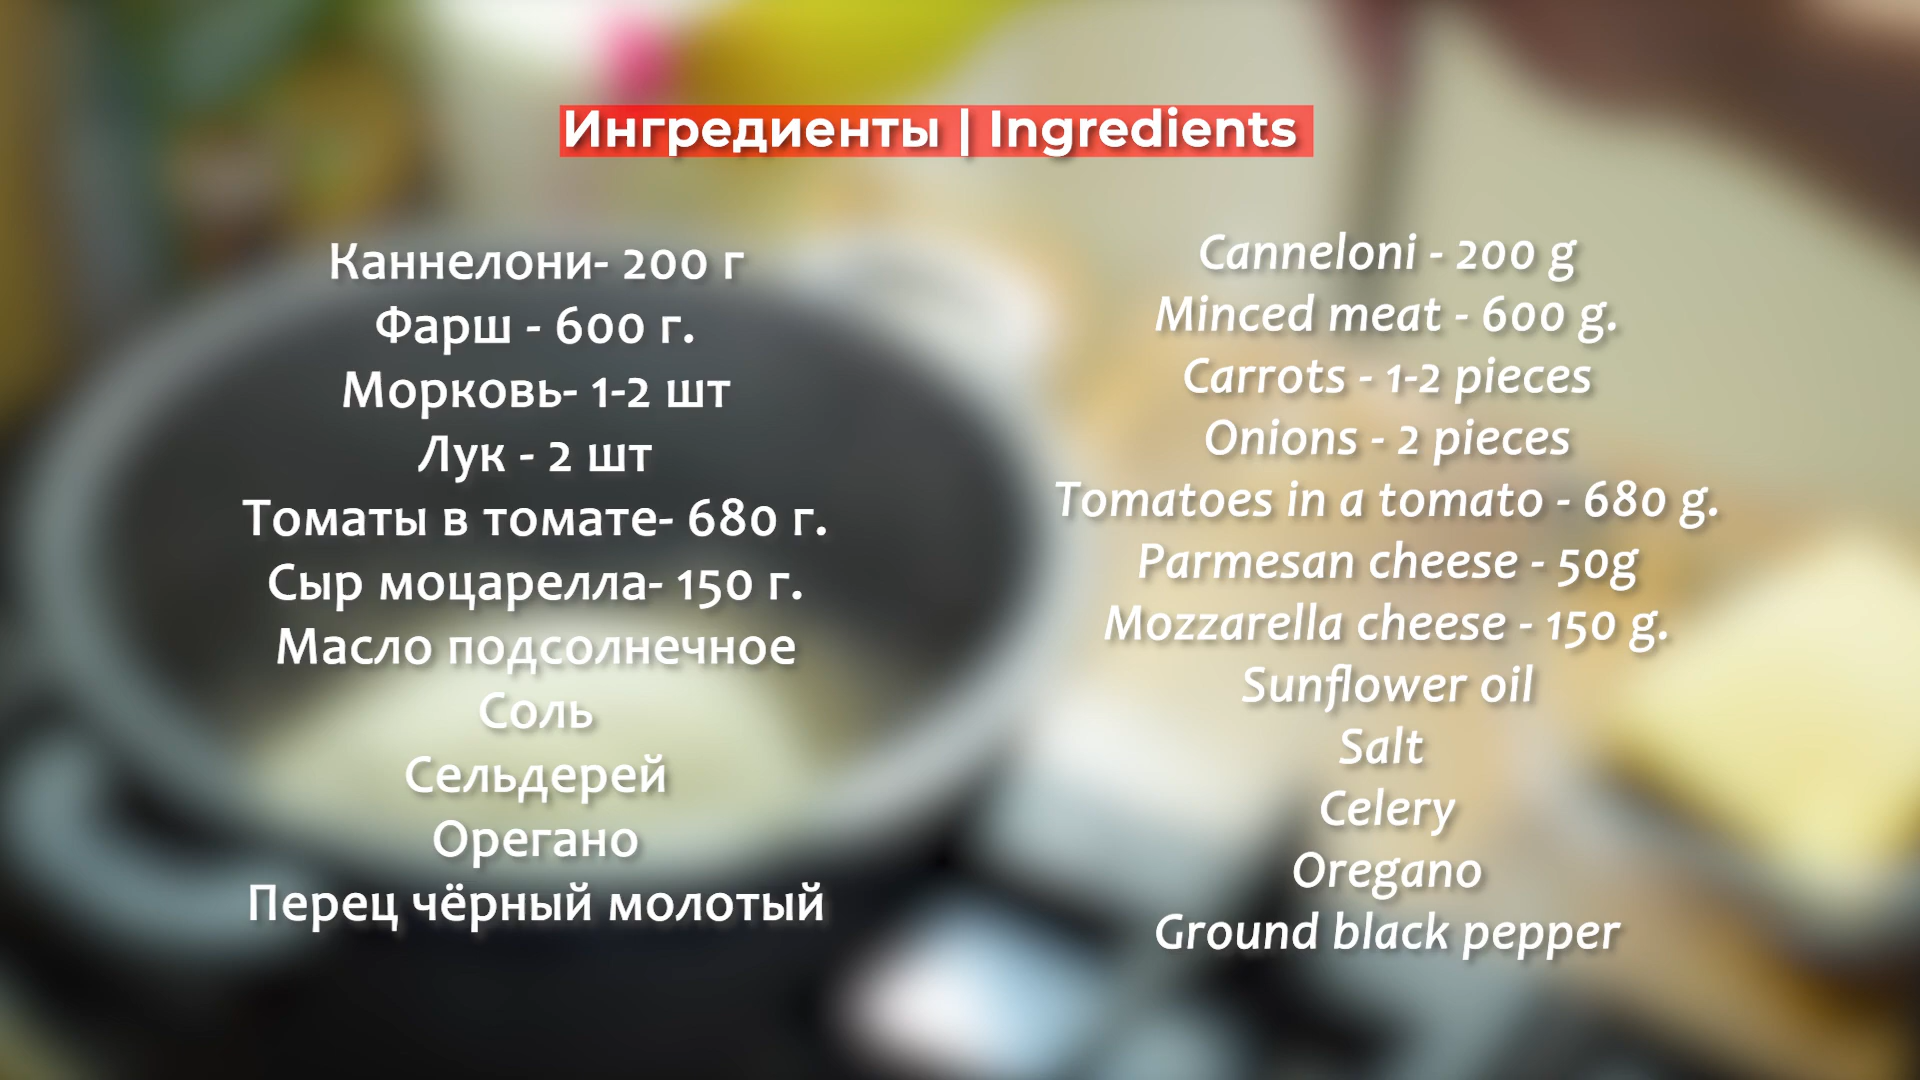 Ингредиенты | Ingredients
Каннелони- 200 г
Фарш - 600 г.
Морковь- 1-2 шт
Лук - 2 шт
Томаты в томате- 680 г.
Сыр моцарелла- 150 г.
Масло подсолнечное
Соль
Сельдерей
Орегано
Перец чёрный молотый
Canneloni - 200 g
Minced meat - 600 g.
Carrots - 1-2 pieces
Onions - 2 pieces
Tomatoes in a tomato - 680 g.
Parmesan cheese - 50g
Mozzarella cheese - 150 g.
Sunflower oil
Salt
Celery
Oregano
Ground black pepper